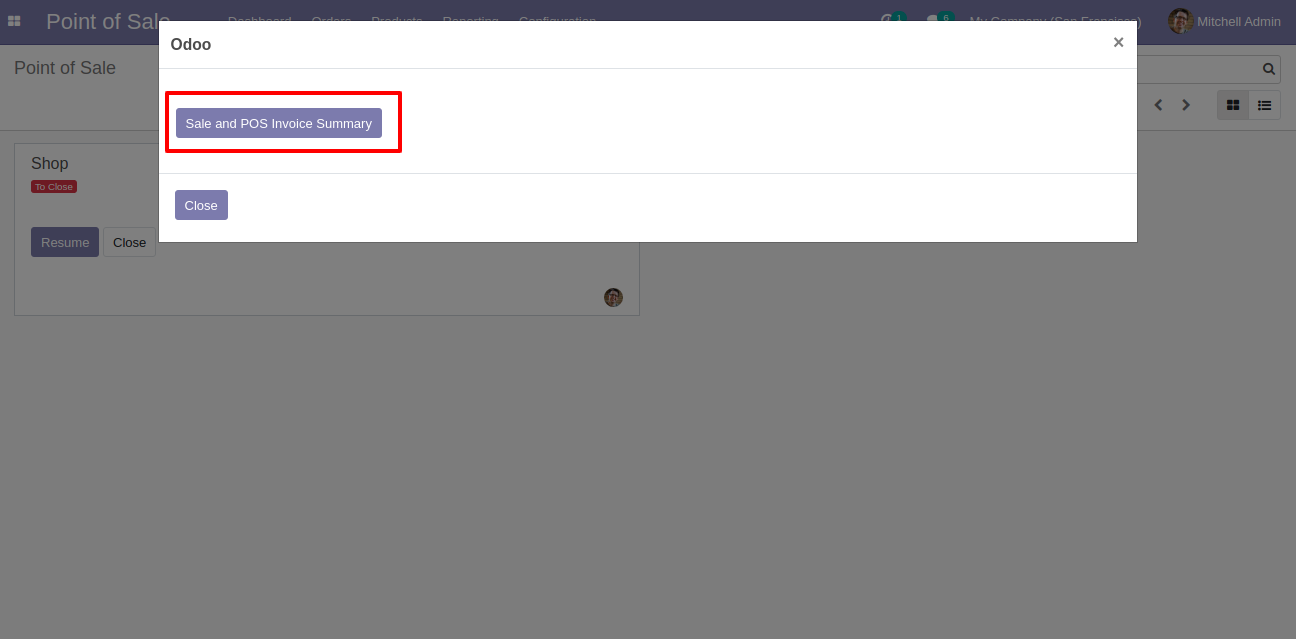 Point of Sale Dashboard Orders Products Reporting Configuration 1 6 My Company (San Francisco) Mitchell Admin
Odoo ×
Point of Sale
Sale and POS Invoice Summary
Shop
To Close
Close
Resume Close